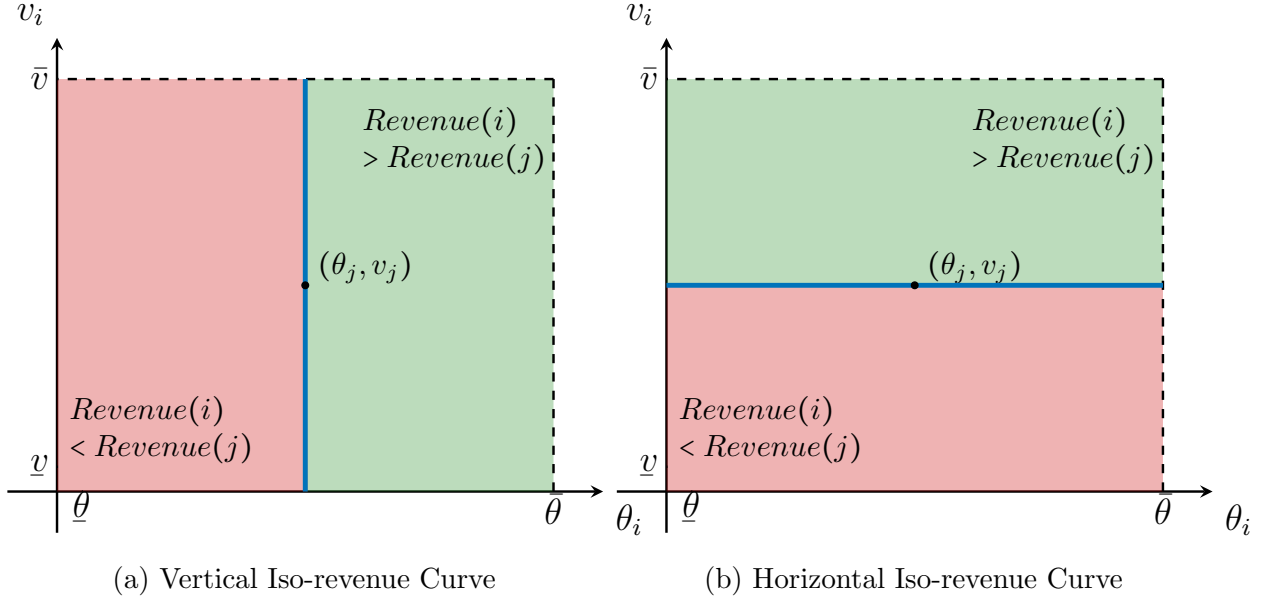 v_i
v̄
Revenue(i)
> Revenue(j)
(θ_j, v_j)
Revenue(i)
< Revenue(j)
v̲
θ̲
θ̄
θ_i
(a) Vertical Iso-revenue Curve
v_i
v̄
Revenue(i)
> Revenue(j)
(θ_j, v_j)
Revenue(i)
< Revenue(j)
v̲
θ̲
θ̄
θ_i
(b) Horizontal Iso-revenue Curve